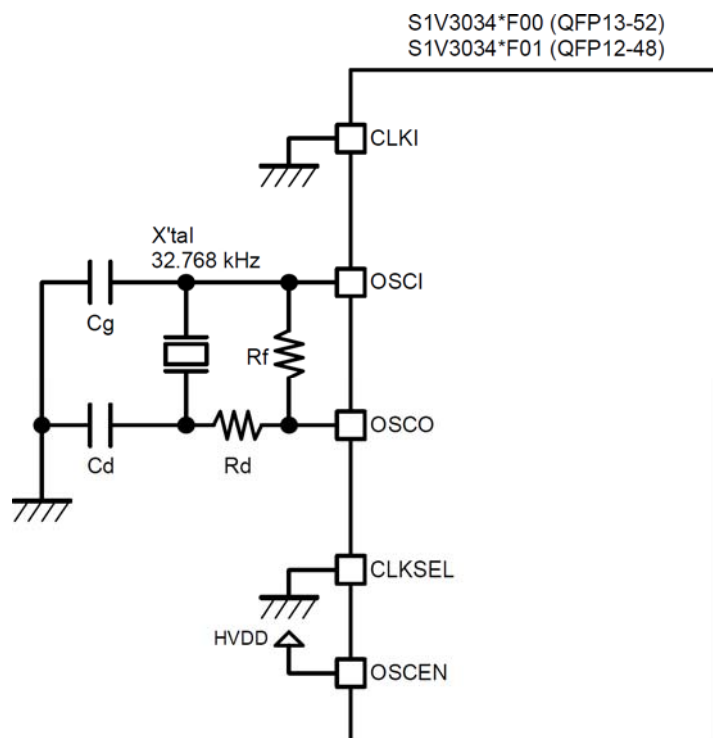 S1V3034*F00 (QFP13-52)
S1V3034*F01 (QFP12-48)
CLKI
X'tal
32.768 kHz
OSCI
Cg
Rf
OSCO
Cd
Rd
CLKSEL
HVDD
OSCEN